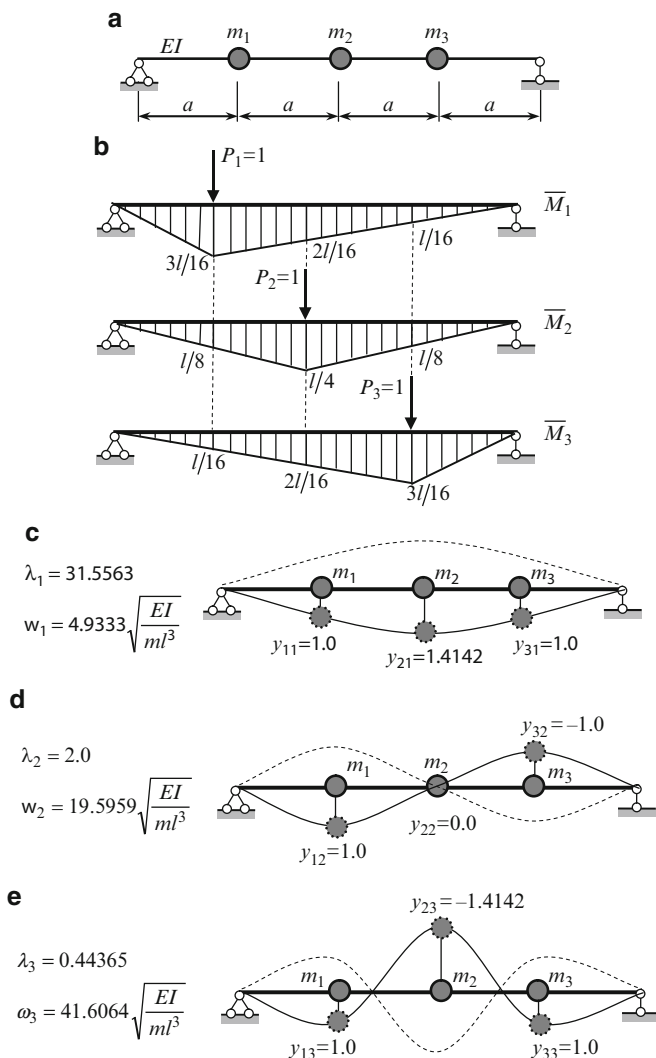 a
EI m₁ m₂ m₃
a a a a
b
P₁=1
M̅₁
3l/16 2l/16 l/16
P₂=1
M̅₂
l/8 l/4 l/8
P₃=1
M̅₃
l/16 2l/16 3l/16
c
λ₁ = 31.5563
w₁ = 4.9333√(EI/ml³)
m₁ m₂ m₃
y₁₁=1.0 y₂₁=1.4142 y₃₁=1.0
d
λ₂ = 2.0
w₂ = 19.5959√(EI/ml³)
y₃₂=–1.0
m₁ m₂ m₃
y₁₂=1.0 y₂₂=0.0
e
λ₃ = 0.44365
ω₃ = 41.6064√(EI/ml³)
y₂₃=–1.4142
m₁ m₂ m₃
y₁₃=1.0 y₃₃=1.0